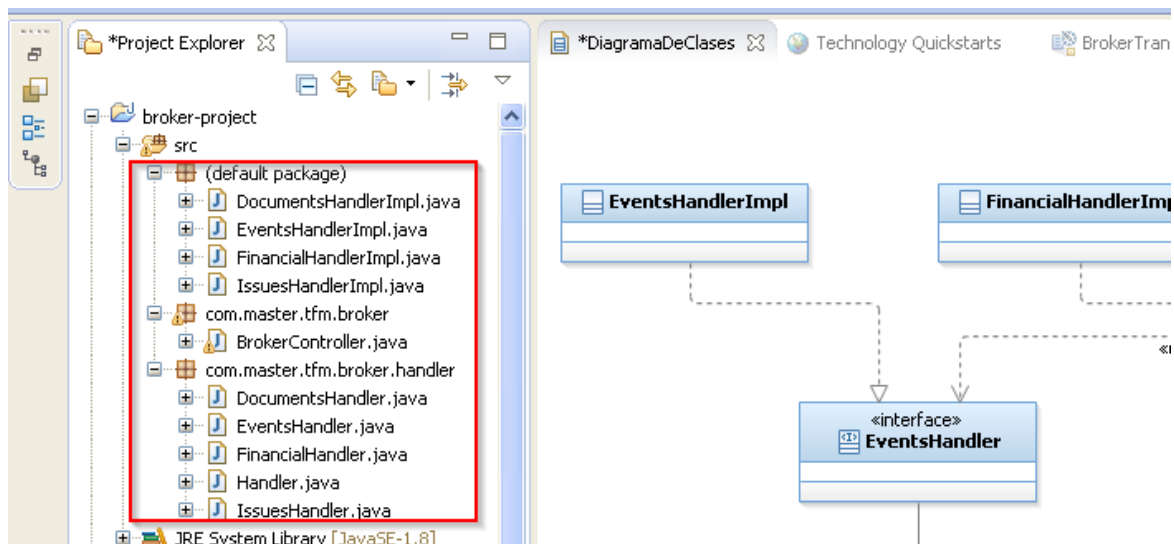 *Project Explorer
broker-project
src
(default package)
DocumentsHandlerImpl.java
EventsHandlerImpl.java
FinancialHandlerImpl.java
IssuesHandlerImpl.java
com.master.tfm.broker
BrokerController.java
com.master.tfm.broker.handler
DocumentsHandler.java
EventsHandler.java
FinancialHandler.java
Handler.java
IssuesHandler.java
JRE System Library [JavaSE-1.8]
*DiagramaDeClases Technology Quickstarts BrokerTran
EventsHandlerImpl
FinancialHandlerImp
«interface»
EventsHandler